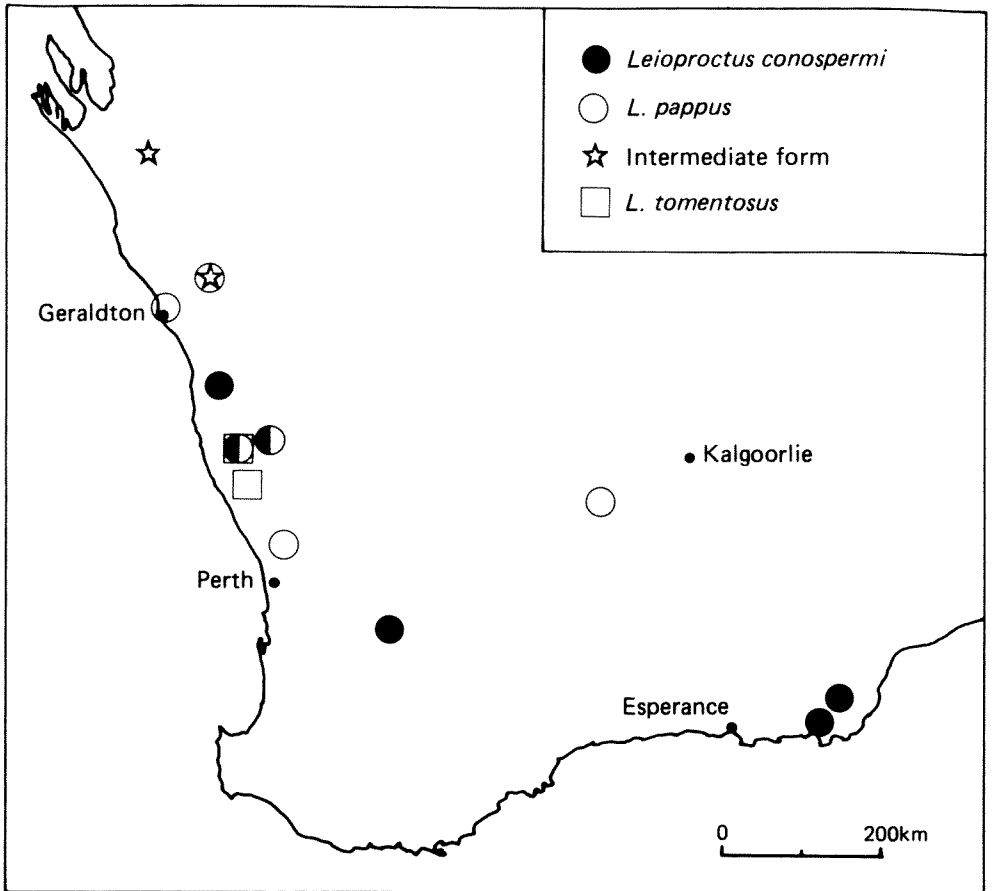 Leioproctus conospermi
L. pappus
Intermediate form
L. tomentosus
Geraldton
Kalgoorlie
Perth
Esperance
0 200km